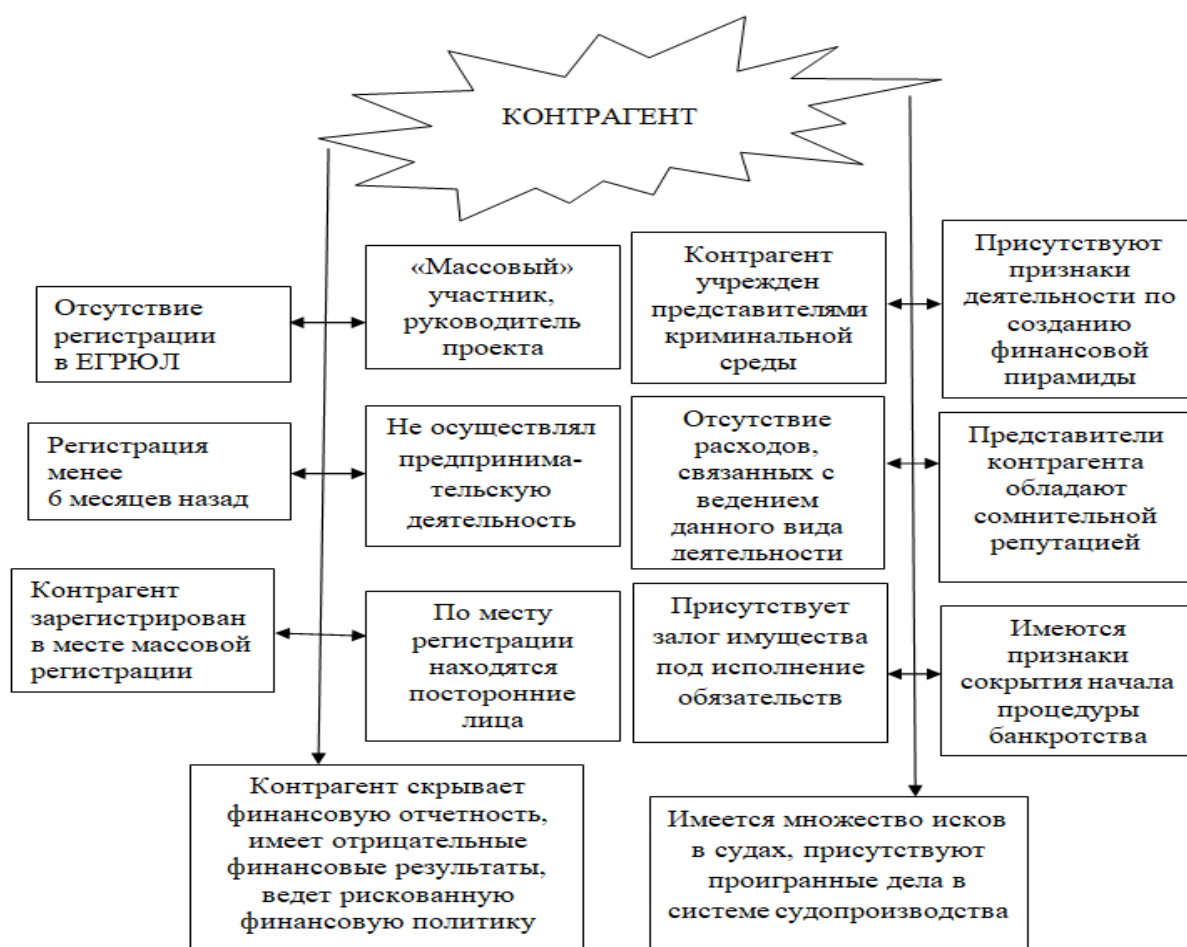 КОНТРАГЕНТ
Отсутствие
регистрации
в ЕГРЮЛ
«Массовый»
участник,
руководитель
проекта
Контрагент
учрежден
представителями
криминальной
среды
Присутствуют
признаки
деятельности по
созданию
финансовой
пирамиды
Регистрация
менее
6 месяцев назад
Не осуществлял
предпринима-
тельскую
деятельность
Отсутствие
расходов,
связанных с
ведением
данного вида
деятельности
Представители
контрагента
обладают
сомнительной
репутацией
Контрагент
зарегистрирован
в месте массовой
регистрации
По месту
регистрации
находятся
посторонние
лица
Присутствует
залог имущества
под исполнение
обязательств
Имеются
признаки
сокрытия начала
процедуры
банкротства
Контрагент скрывает
финансовую отчетность,
имеет отрицательные
финансовые результаты,
ведет рискованную
финансовую политику
Имеется множество исков
в судах, присутствуют
проигранные дела в
системе судопроизводства